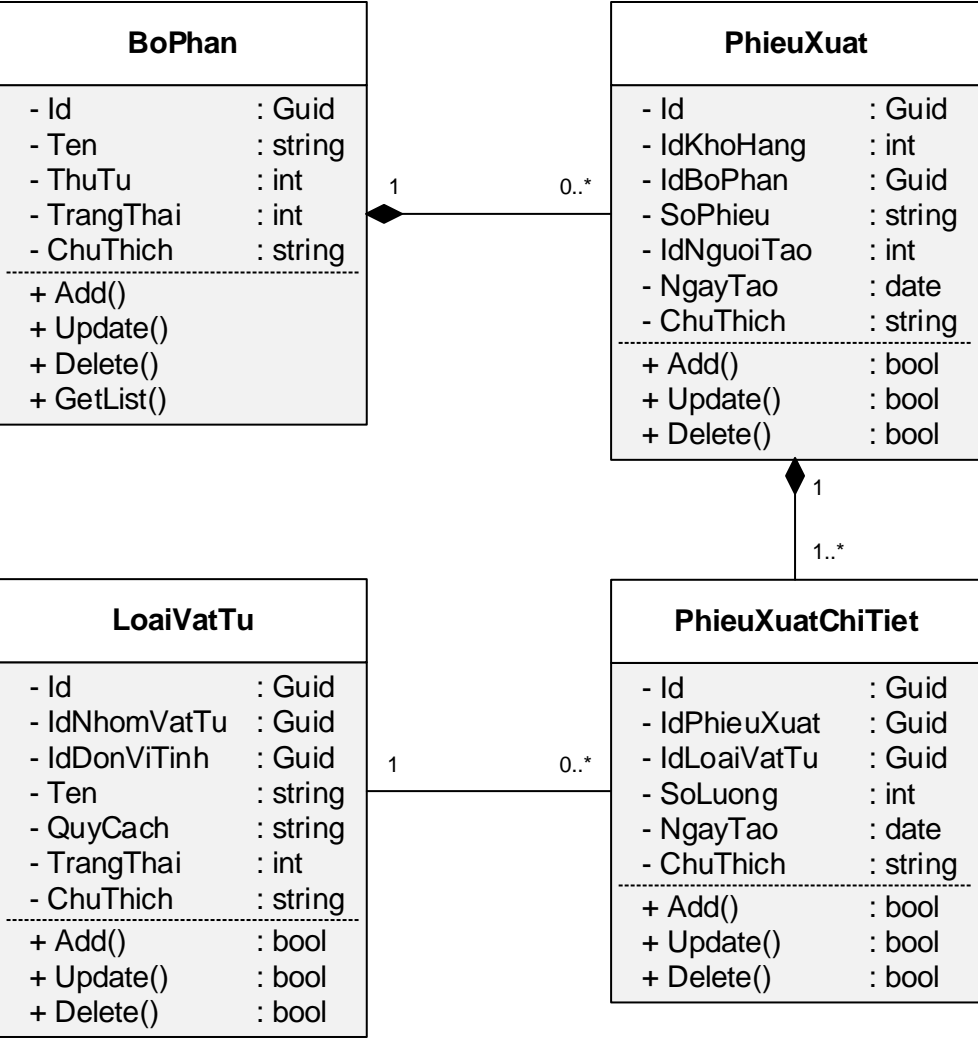 BoPhan
- Id : Guid
- Ten : string
- ThuTu : int
- TrangThai : int
- ChuThich : string
+ Add()
+ Update()
+ Delete()
+ GetList()
1
0..*
PhieuXuat
- Id : Guid
- IdKhoHang : int
- IdBoPhan : Guid
- SoPhieu : string
- IdNguoiTao : int
- NgayTao : date
- ChuThich : string
+ Add() : bool
+ Update() : bool
+ Delete() : bool
1
1..*
LoaiVatTu
- Id : Guid
- IdNhomVatTu : Guid
- IdDonViTinh : Guid
- Ten : string
- QuyCach : string
- TrangThai : int
- ChuThich : string
+ Add() : bool
+ Update() : bool
+ Delete() : bool
1
0..*
PhieuXuatChiTiet
- Id : Guid
- IdPhieuXuat : Guid
- IdLoaiVatTu : Guid
- SoLuong : int
- NgayTao : date
- ChuThich : string
+ Add() : bool
+ Update() : bool
+ Delete() : bool